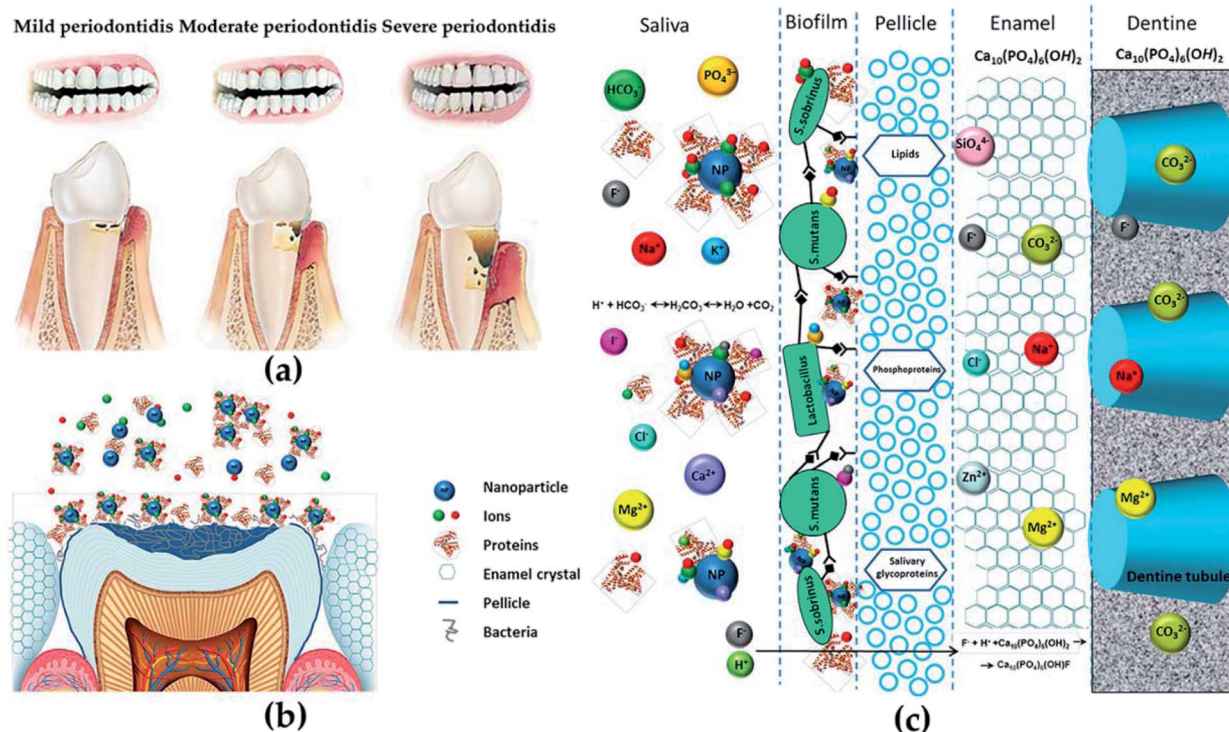 Mild periodontidis Moderate periodontidis Severe periodontidis
(a)
Nanoparticle
Ions
Proteins
Enamel crystal
Pellicle
Bacteria
(b)
Saliva
Biofilm
Pellicle
Enamel
Dentine
Ca₁₀(PO₄)₆(OH)₂
Ca₁₀(PO₄)₆(OH)₂
HCO₃⁻
PO₄³⁻
NP
F⁻
Na⁺
K⁺
H⁺ + HCO₃⁻ ↔ H₂CO₃ ↔ H₂O + CO₂
I⁻
NP
Cl⁻
Ca²⁺
Mg²⁺
NP
F⁻
H⁺
S.sobrinus
NP
S.mutans
Lactobacillus
S.mutans
S.sobrinus
Lipids
Phosphoproteins
Salivary
glycoproteins
SiO₄⁴⁻
F⁻
CO₃²⁻
Na⁺
Cl⁻
Zn²⁺
Mg²⁺
F⁻ + H⁺ +Ca₁₀(PO₄)₆(OH)₂ →
→ Ca₁₀(PO₄)₆(OH)F
CO₃²⁻
F⁻
CO₃²⁻
Na⁺
Mg²⁺
Dentine tubule
CO₃²⁻
(c)